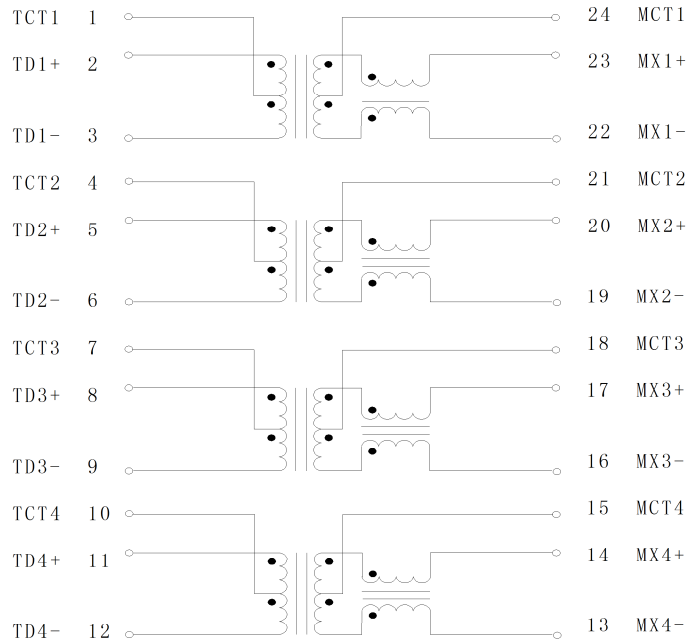 TCT1 1 24 MCT1
TD1+ 2 23 MX1+
TD1- 3 22 MX1-
TCT2 4 21 MCT2
TD2+ 5 20 MX2+
TD2- 6 19 MX2-
TCT3 7 18 MCT3
TD3+ 8 17 MX3+
TD3- 9 16 MX3-
TCT4 10 15 MCT4
TD4+ 11 14 MX4+
TD4- 12 13 MX4-